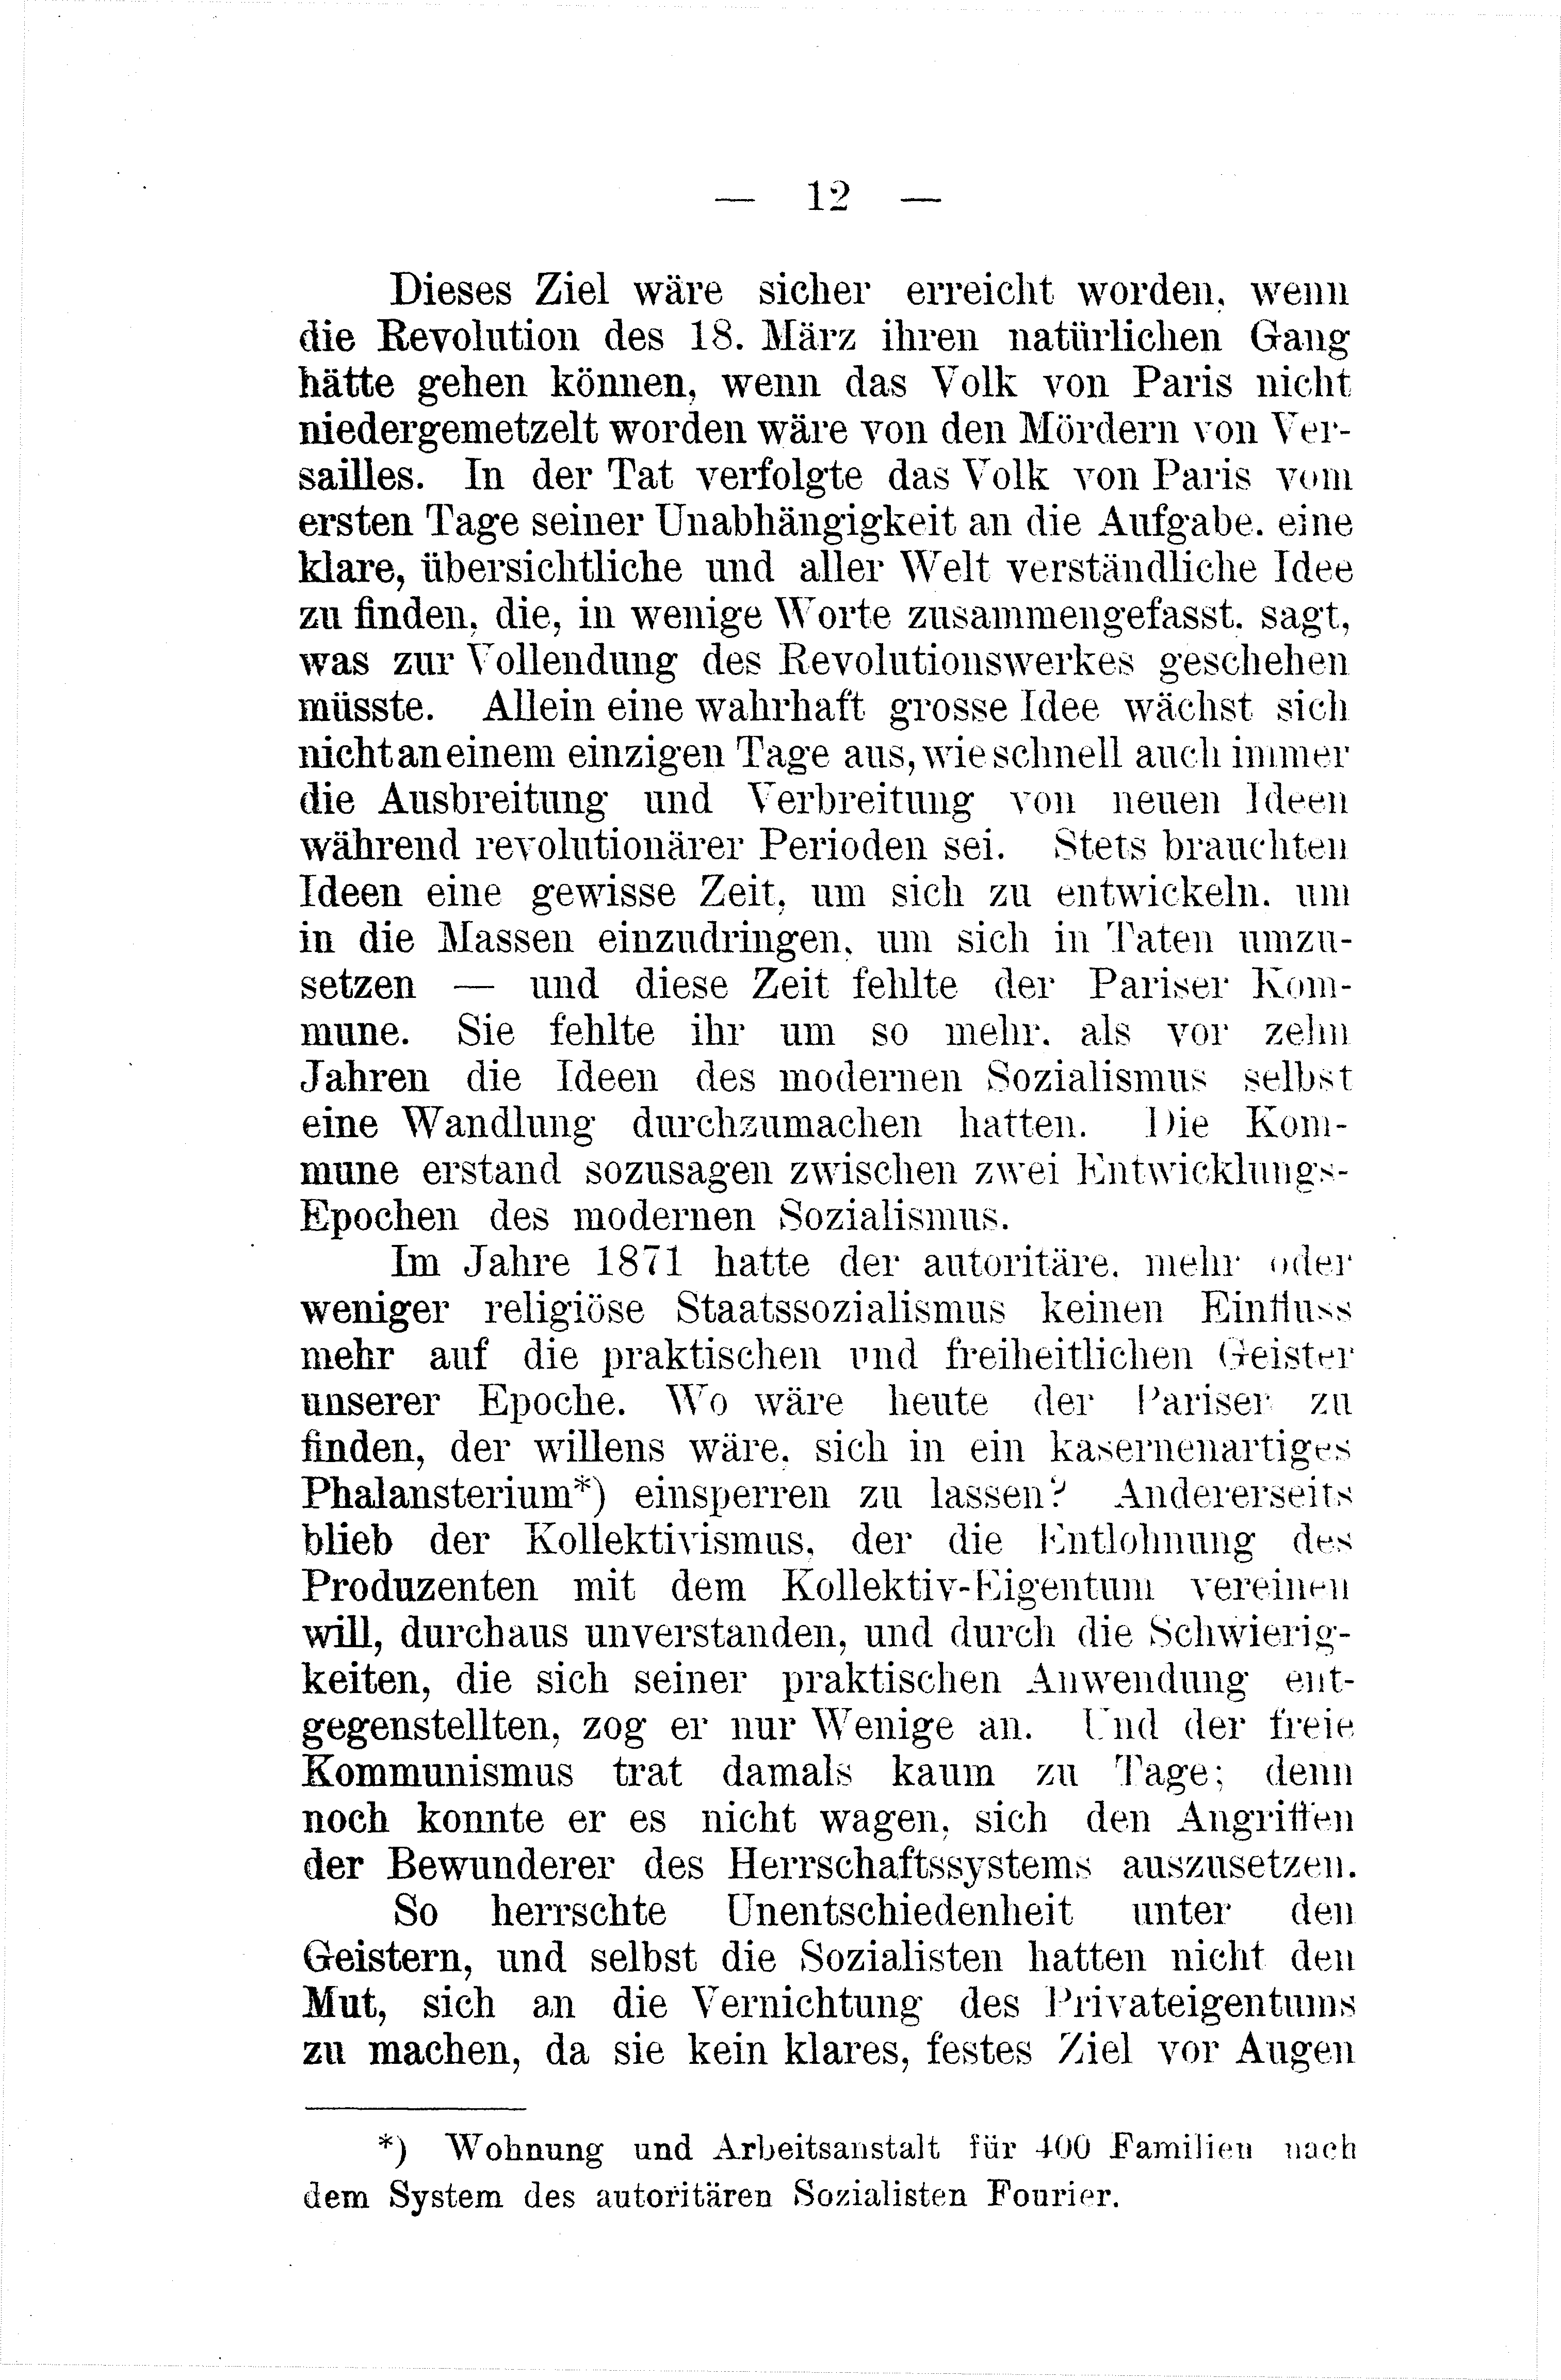 — 12 —
Dieses Ziel wäre sicher erreicht worden, wenn
die Revolution des 18. März ihren natürlichen Gang
hätte gehen können, wenn das Volk von Paris nicht
niedergemetzelt worden wäre von den Mördern von Ver-
sailles. In der Tat verfolgte das Volk von Paris vom
ersten Tage seiner Unabhängigkeit an die Aufgabe. eine
klare, übersichtliche und aller Welt verständliche Idee
zu finden, die, in wenige Worte zusammengefasst. sagt,
was zur Vollendung des Revolutionswerkes geschehen
müsste. Allein eine wahrhaft grosse Idee wächst sich
nicht an einem einzigen Tage aus, wie schnell auch immer
die Ausbreitung und Verbreitung von neuen Ideen
während revolutionärer Perioden sei. Stets brauchten
Ideen eine gewisse Zeit, um sich zu entwickeln. um
in die Massen einzudringen, um sich in Taten umzu-
setzen — und diese Zeit fehlte der Pariser Kom-
mune. Sie fehlte ihr um so mehr. als vor zehn
Jahren die Ideen des modernen Sozialismus selbst
eine Wandlung durchzumachen hatten. Die Kom-
mune erstand sozusagen zwischen zwei Entwicklungs-
Epochen des modernen Sozialismus.
Im Jahre 1871 hatte der autoritäre. mehr oder
weniger religiöse Staatssozialismus keinen Einfluss
mehr auf die praktischen und freiheitlichen Geister
unserer Epoche. Wo wäre heute der Pariser zu
finden, der willens wäre. sich in ein kasernenartiges
Phalansterium*) einsperren zu lassen? Andererseits
blieb der Kollektivismus, der die Entlohnung des
Produzenten mit dem Kollektiv-Eigentum vereinen
will, durchaus unverstanden, und durch die Schwierig-
keiten, die sich seiner praktischen Anwendung ent-
gegenstellten, zog er nur Wenige an. Und der freie
Kommunismus trat damals kaum zu Tage; denn
noch konnte er es nicht wagen, sich den Angriffen
der Bewunderer des Herrschaftssystems auszusetzen.
So herrschte Unentschiedenheit unter den
Geistern, und selbst die Sozialisten hatten nicht den
Mut, sich an die Vernichtung des Privateigentums
zu machen, da sie kein klares, festes Ziel vor Augen
*) Wohnung und Arbeitsanstalt für 400 Familien nach
dem System des autoritären Sozialisten Fourier.